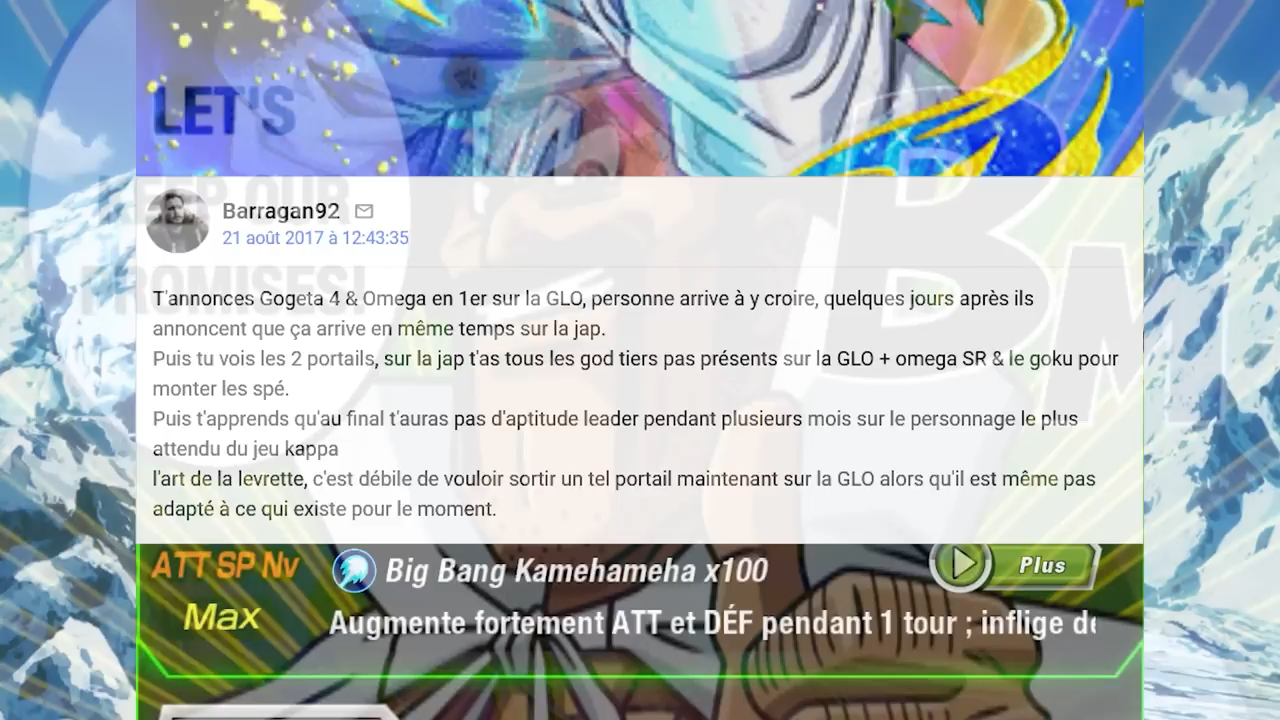 LET'S
KEEP OUR
PROMISES!
B
M
Barragan92
21 août 2017 à 12:43:35
T'annonces Gogeta 4 & Omega en 1er sur la GLO, personne arrive à y croire, quelques jours après ils
annoncent que ça arrive en même temps sur la jap.
Puis tu vois les 2 portails, sur la jap t'as tous les god tiers pas présents sur la GLO + omega SR & le goku pour
monter les spé.
Puis t'apprends qu'au final t'auras pas d'aptitude leader pendant plusieurs mois sur le personnage le plus
attendu du jeu kappa
l'art de la levrette, c'est débile de vouloir sortir un tel portail maintenant sur la GLO alors qu'il est même pas
adapté à ce qui existe pour le moment.
ATT SP Nv
Big Bang Kamehameha x100
Plus
Max
Augmente fortement ATT et DÉF pendant 1 tour ; inflige de